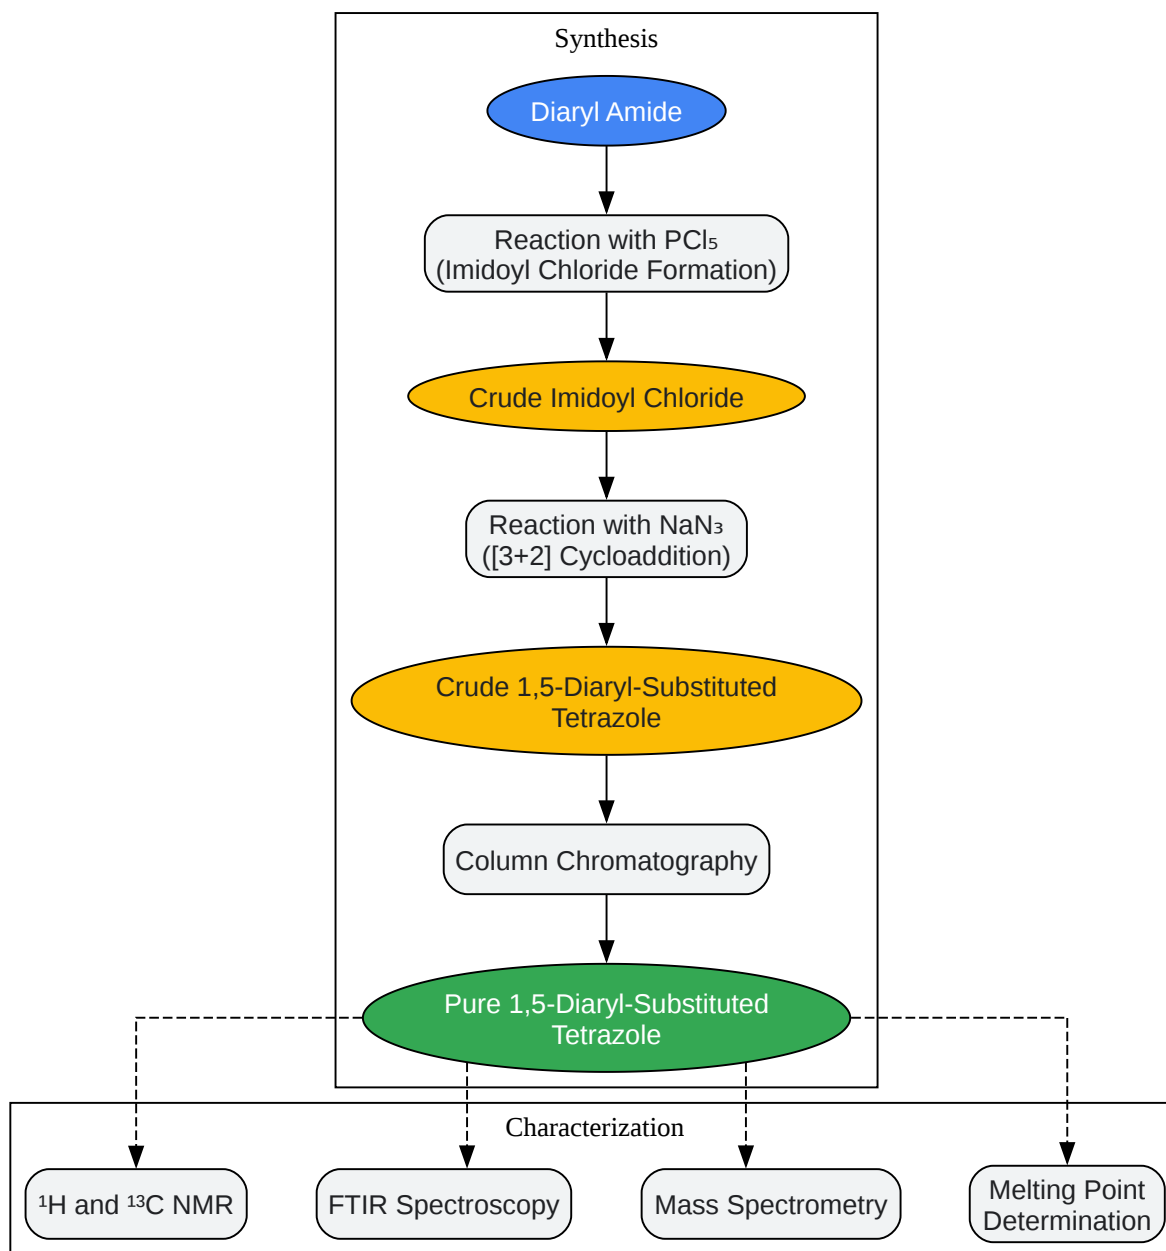 Synthesis
Diaryl Amide
Reaction with PCl₅
(Imidoyl Chloride Formation)
Crude Imidoyl Chloride
Reaction with NaN₃
([3+2] Cycloaddition)
Crude 1,5-Diaryl-Substituted
Tetrazole
Column Chromatography
Pure 1,5-Diaryl-Substituted
Tetrazole
Characterization
¹H and ¹³C NMR
FTIR Spectroscopy
Mass Spectrometry
Melting Point
Determination